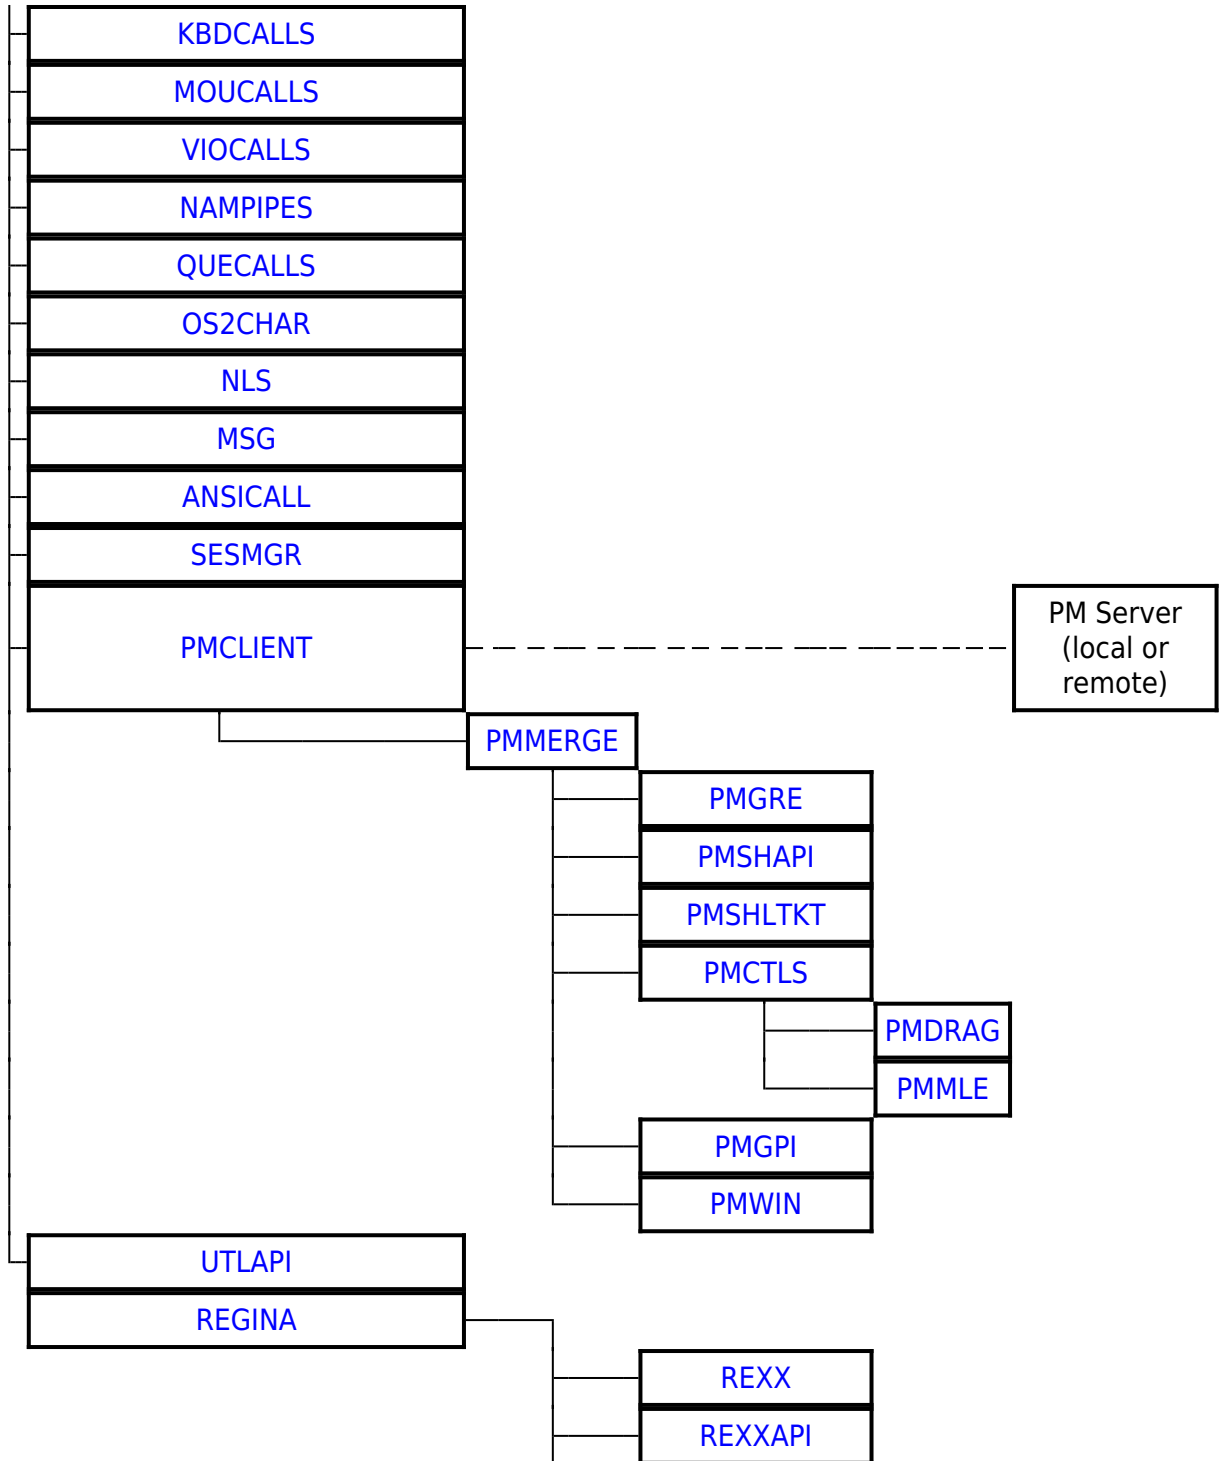 KBDCALLS
MOUCALLS
VIOCALLS
NAMPIPES
QUECALLS
OS2CHAR
NLS
MSG
ANSICALL
SESMGR
PMCLIENT
PM Server
(local or
remote)
PMMERGE
PMGRE
PMSHAPI
PMSHLTKT
PMCTLS
PMDRAG
PMMLE
PMGPI
PMWIN
UTLAPI
REGINA
REXX
REXXAPI